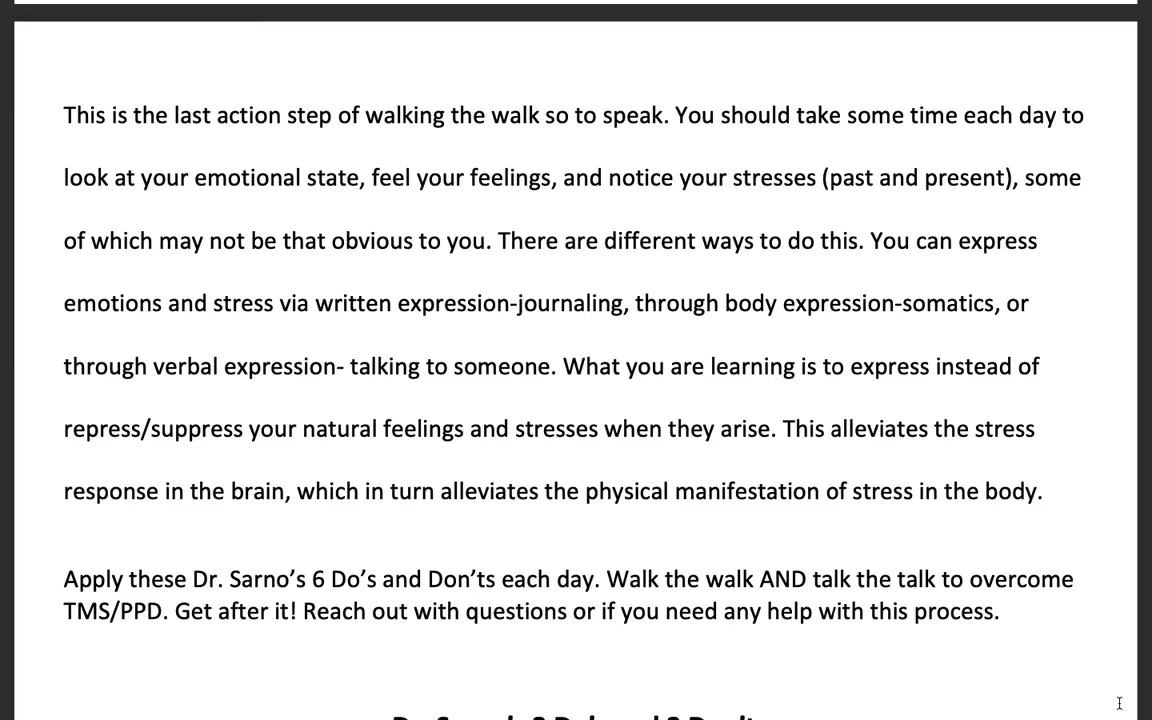 This is the last action step of walking the walk so to speak. You should take some time each day to
look at your emotional state, feel your feelings, and notice your stresses (past and present), some
of which may not be that obvious to you. There are different ways to do this. You can express
emotions and stress via written expression-journaling, through body expression-somatics, or
through verbal expression- talking to someone. What you are learning is to express instead of
repress/suppress your natural feelings and stresses when they arise. This alleviates the stress
response in the brain, which in turn alleviates the physical manifestation of stress in the body.
Apply these Dr. Sarno’s 6 Do’s and Don’ts each day. Walk the walk AND talk the talk to overcome
TMS/PPD. Get after it! Reach out with questions or if you need any help with this process.